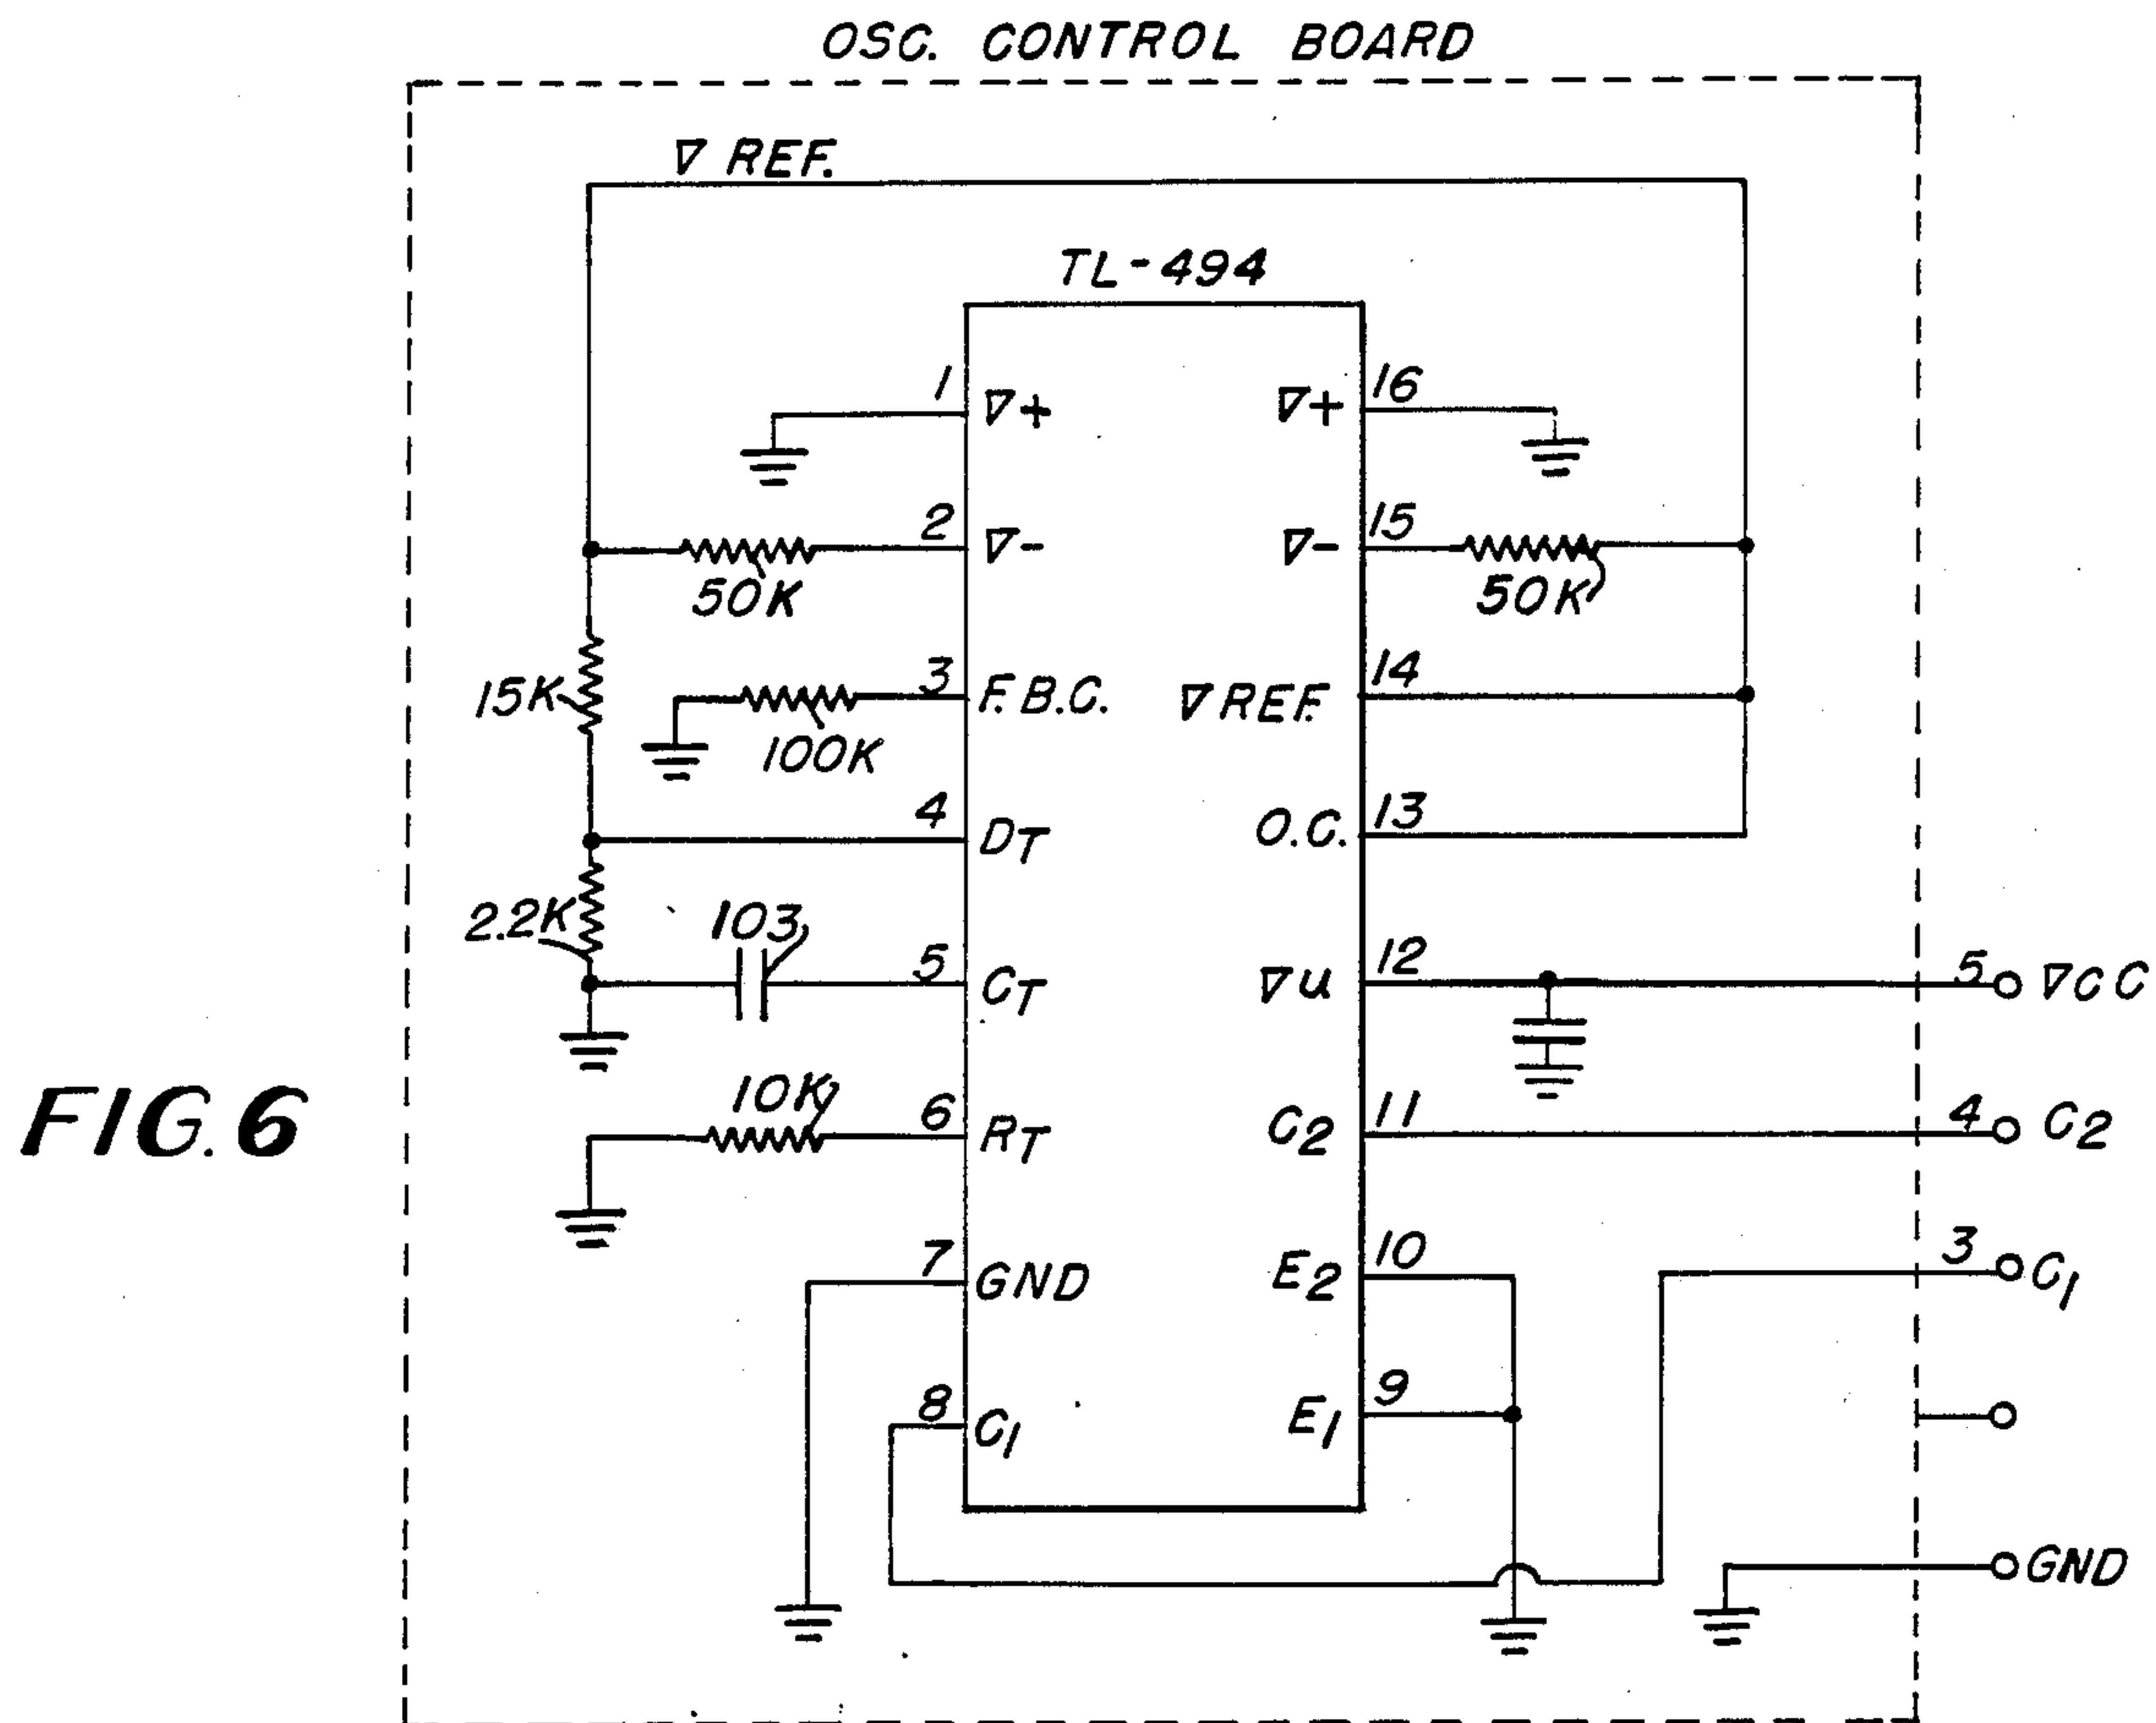 OSC. CONTROL BOARD
V REF.
TL-494
1 V+
V+ 16
2 V-
V- 15
50K
50K
3 F.B.C.
V REF. 14
15K
100K
4 DT
O.C. 13
2.2K
103
5 CT
Vu 12
5 VCC
FIG. 6
10K
6 RT
C2 11
4 C2
7 GND
E2 10
3 C1
8 C1
E1 9
GND